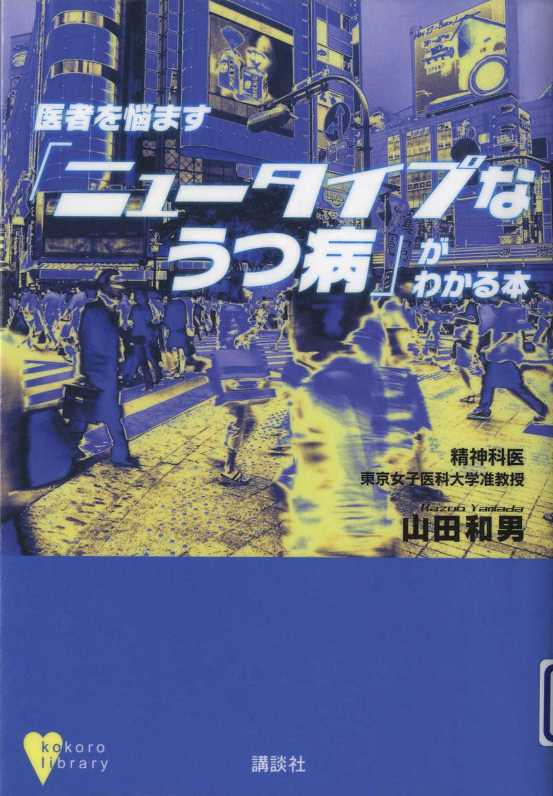 医者を悩ます
「ニュータイプな
うつ病」が
わかる本
精神科医
東京女子医科大学准教授
Kazuo Yamada
山田和男
kokoro
library
講談社